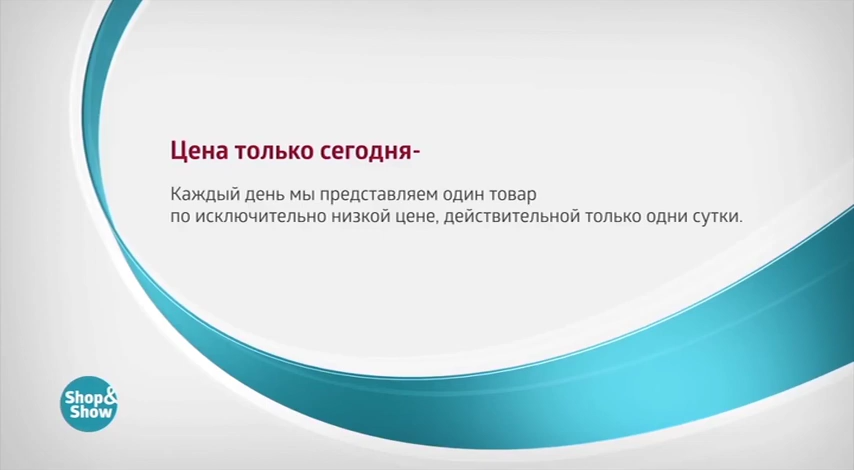 Цена только сегодня-
Каждый день мы представляем один товар
по исключительно низкой цене, действительной только одни сутки.
Shop&
Show